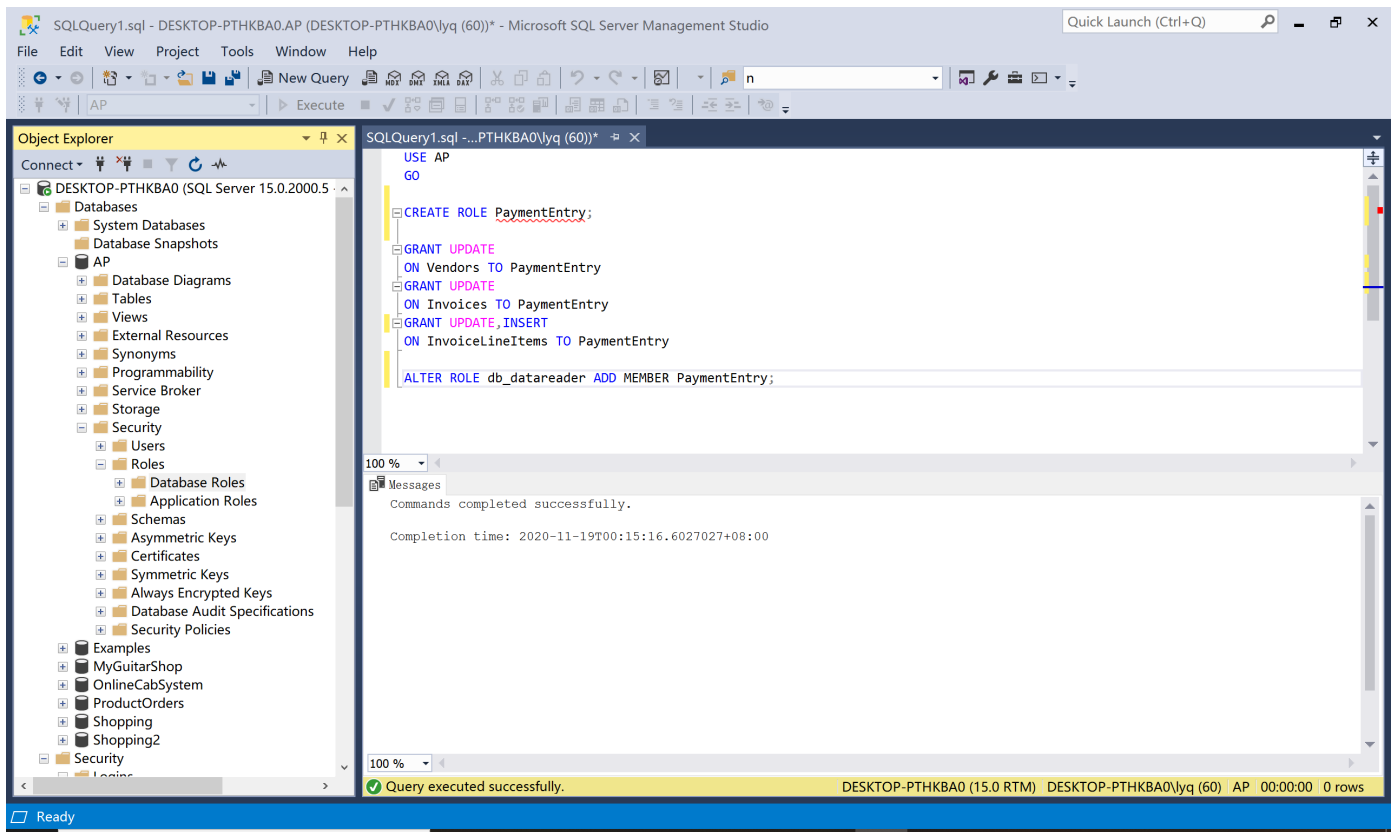 SQLQuery1.sql - DESKTOP-PTHKBA0.AP (DESKTOP-PTHKBA0\lyq (60))* - Microsoft SQL Server Management Studio
Quick Launch (Ctrl+Q)
File Edit View Project Tools Window Help
New Query MDX DMX XMLA DAX n
AP Execute
Object Explorer
SQLQuery1.sql -...PTHKBA0\lyq (60))*
Connect
DESKTOP-PTHKBA0 (SQL Server 15.0.2000.5
Databases
System Databases
Database Snapshots
AP
Database Diagrams
Tables
Views
External Resources
Synonyms
Programmability
Service Broker
Storage
Security
Users
Roles
Database Roles
Application Roles
Schemas
Asymmetric Keys
Certificates
Symmetric Keys
Always Encrypted Keys
Database Audit Specifications
Security Policies
Examples
MyGuitarShop
OnlineCabSystem
ProductOrders
Shopping
Shopping2
Security
Logins
USE AP
GO
CREATE ROLE PaymentEntry;
GRANT UPDATE
ON Vendors TO PaymentEntry
GRANT UPDATE
ON Invoices TO PaymentEntry
GRANT UPDATE,INSERT
ON InvoiceLineItems TO PaymentEntry
ALTER ROLE db_datareader ADD MEMBER PaymentEntry;
100 %
Messages
Commands completed successfully.
Completion time: 2020-11-19T00:15:16.6027027+08:00
100 %
Query executed successfully. DESKTOP-PTHKBA0 (15.0 RTM) DESKTOP-PTHKBA0\lyq (60) AP 00:00:00 0 rows
Ready